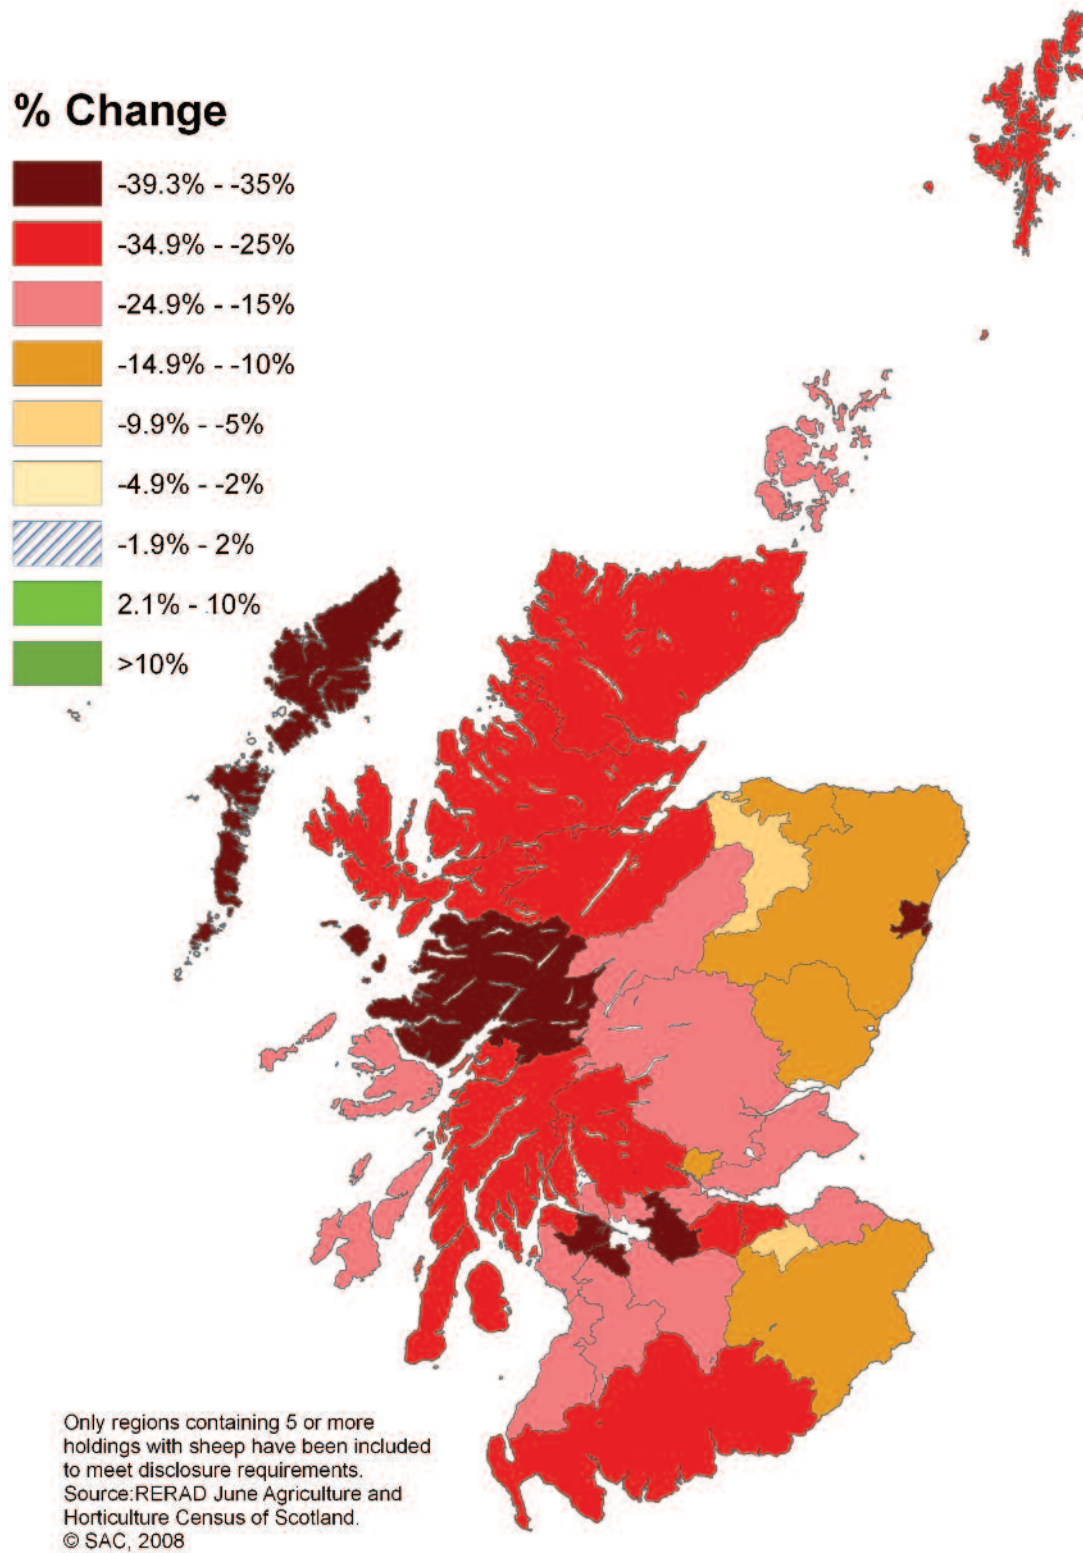 % Change
-39.3% - -35%
-34.9% - -25%
-24.9% - -15%
-14.9% - -10%
-9.9% - -5%
-4.9% - -2%
-1.9% - 2%
2.1% - 10%
>10%
Only regions containing 5 or more
holdings with sheep have been included
to meet disclosure requirements.
Source:RERAD June Agriculture and
Horticulture Census of Scotland.
© SAC, 2008